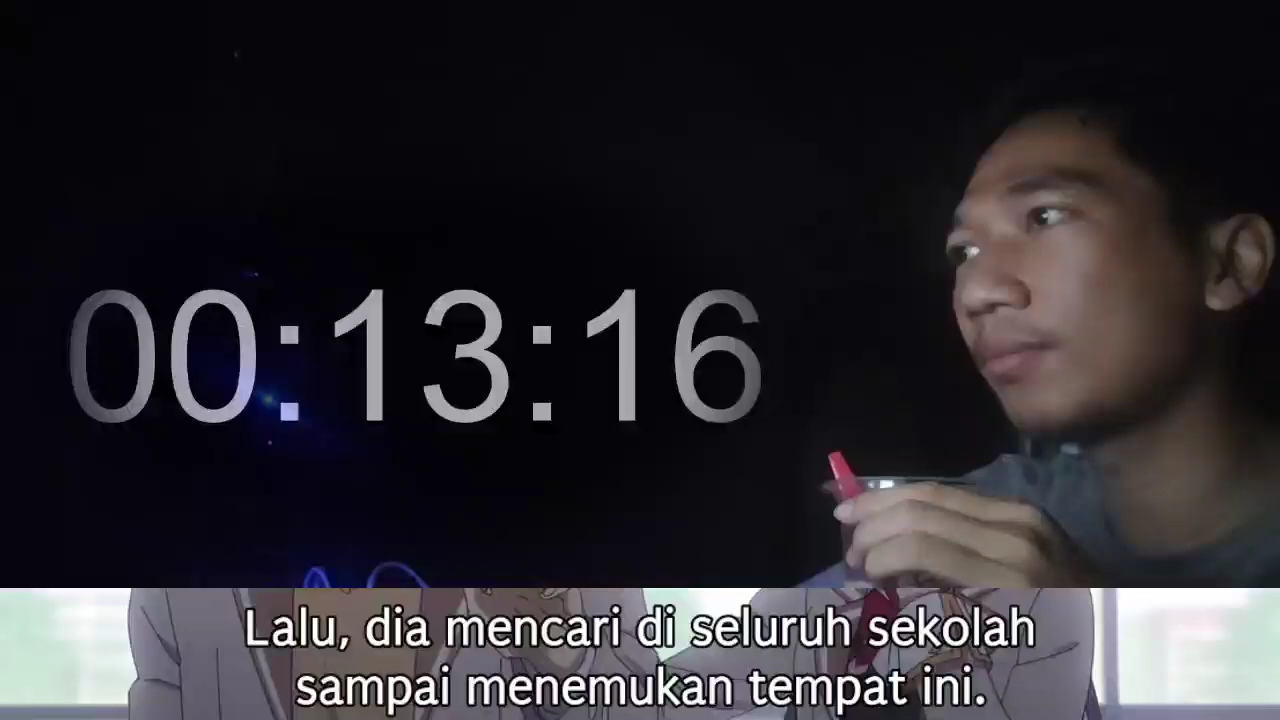 00:13:16
Lalu, dia mencari di seluruh sekolah
sampai menemukan tempat ini.